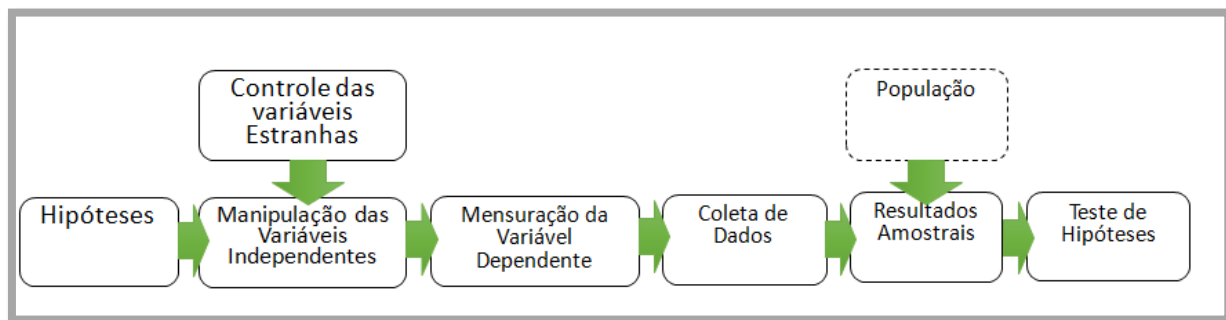 Controle das
variáveis
Estranhas
População
Hipóteses
Manipulação das
Variáveis
Independentes
Mensuração da
Variável
Dependente
Coleta de
Dados
Resultados
Amostrais
Teste de
Hipóteses